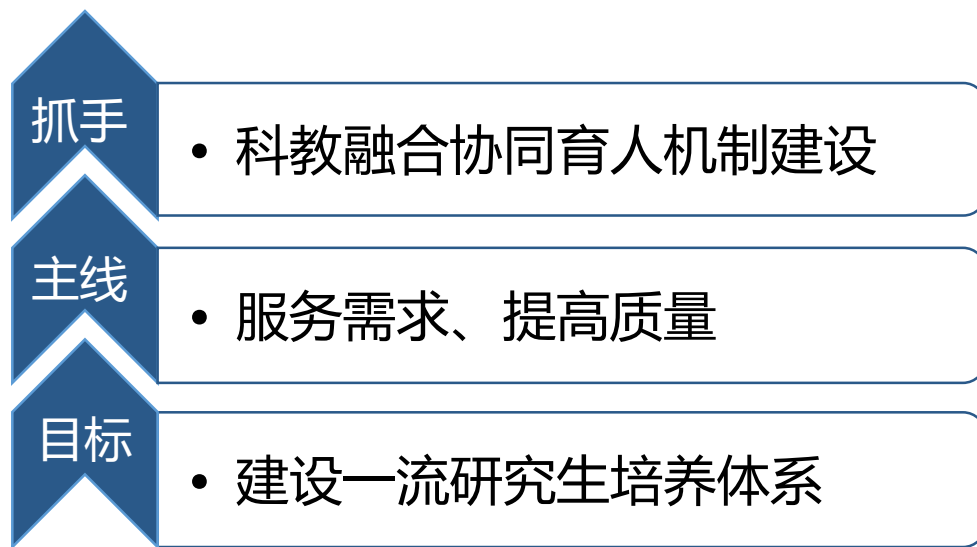 抓手
• 科教融合协同育人机制建设
主线
• 服务需求、提高质量
目标
• 建设一流研究生培养体系